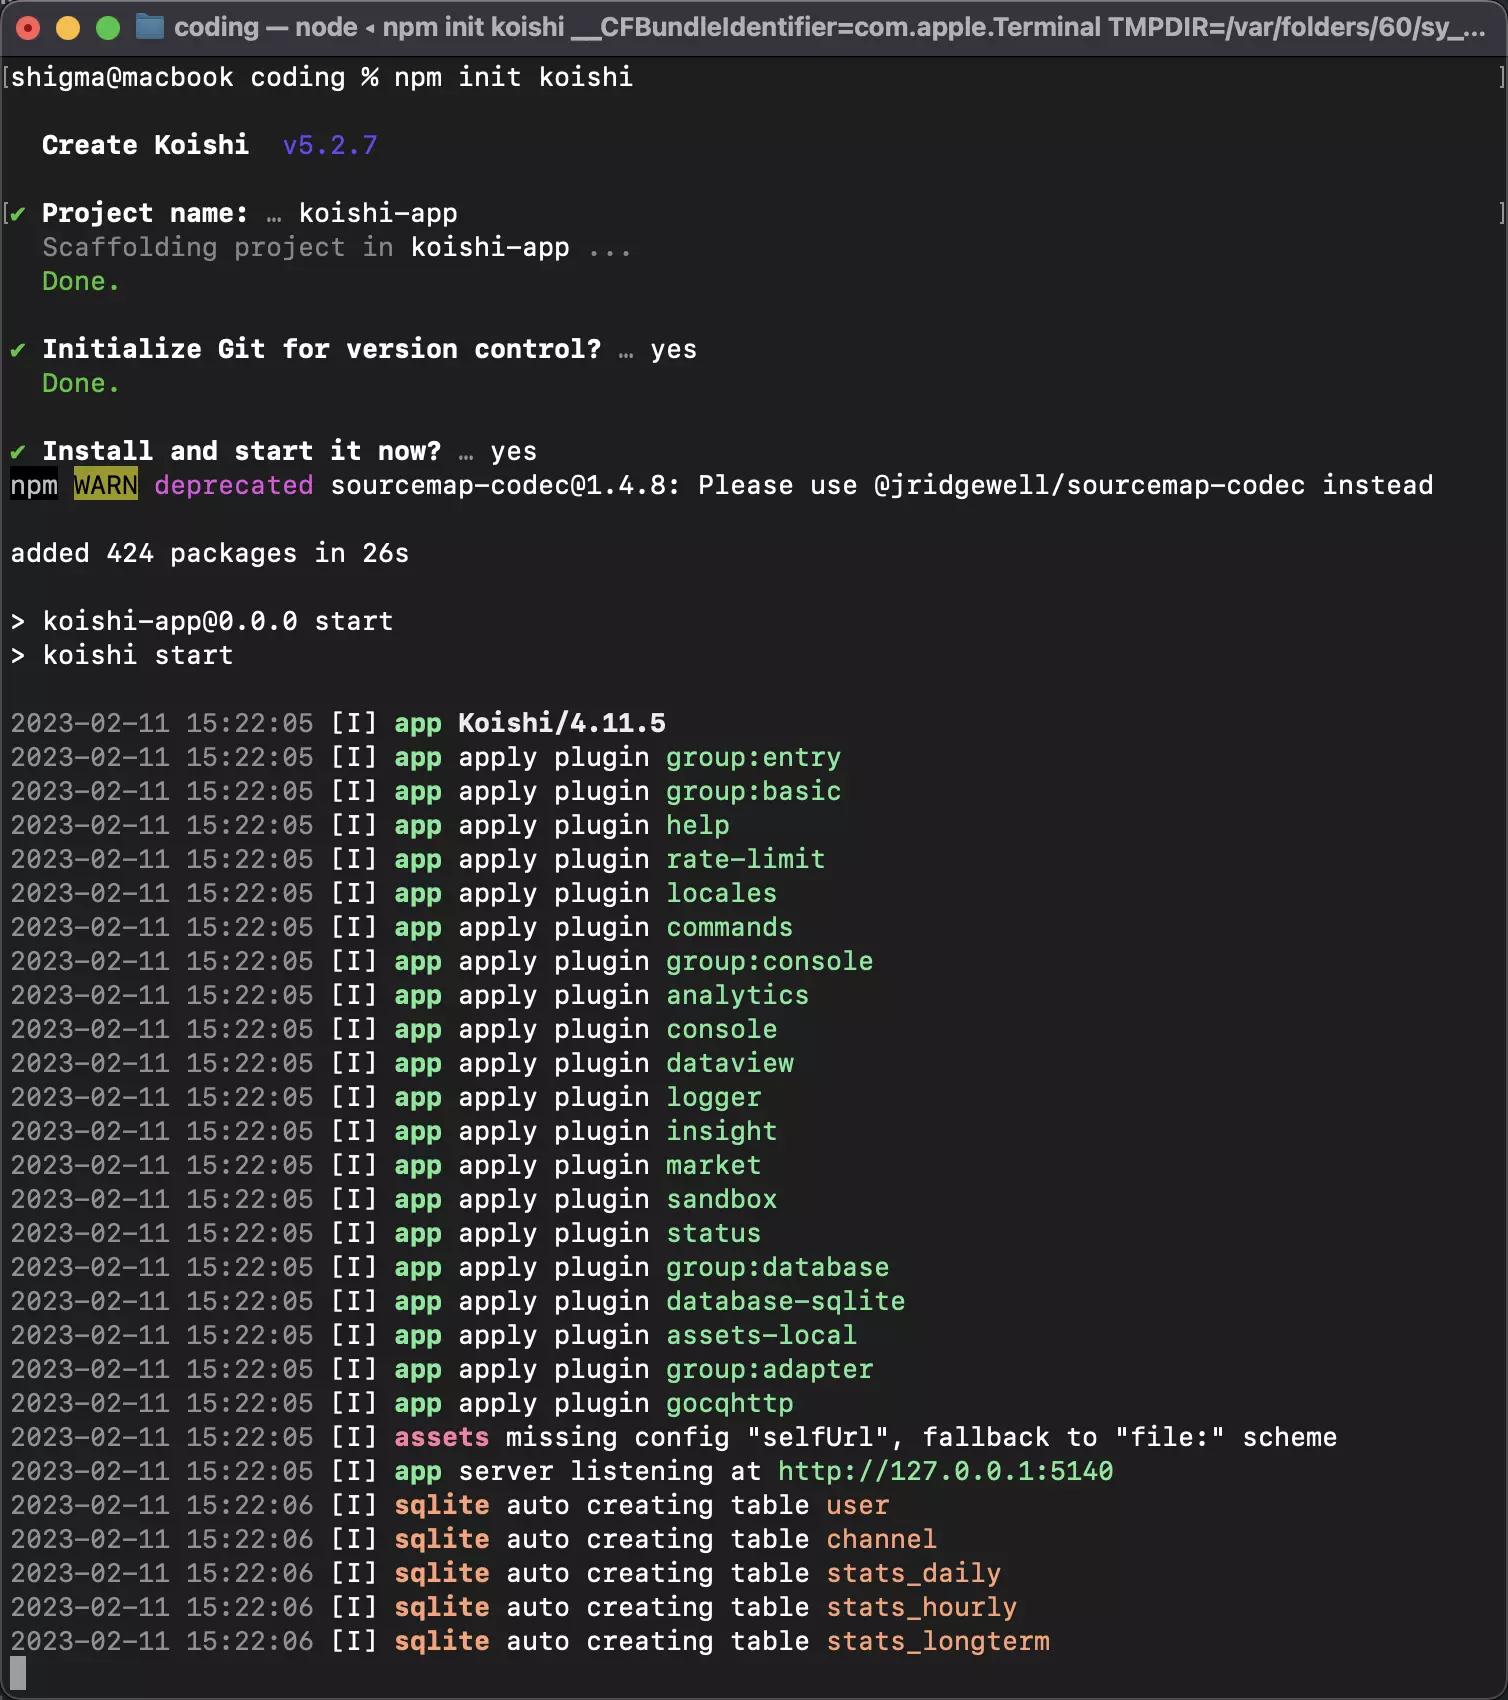 coding — node ◂ npm init koishi __CFBundleIdentifier=com.apple.Terminal TMPDIR=/var/folders/60/sy_...
[shigma@macbook coding % npm init koishi ]
Create Koishi v5.2.7
[✔ Project name: … koishi-app ]
Scaffolding project in koishi-app ...
Done.
✔ Initialize Git for version control? … yes
Done.
✔ Install and start it now? … yes
npm WARN deprecated sourcemap-codec@1.4.8: Please use @jridgewell/sourcemap-codec instead
added 424 packages in 26s
> koishi-app@0.0.0 start
> koishi start
2023-02-11 15:22:05 [I] app Koishi/4.11.5
2023-02-11 15:22:05 [I] app apply plugin group:entry
2023-02-11 15:22:05 [I] app apply plugin group:basic
2023-02-11 15:22:05 [I] app apply plugin help
2023-02-11 15:22:05 [I] app apply plugin rate-limit
2023-02-11 15:22:05 [I] app apply plugin locales
2023-02-11 15:22:05 [I] app apply plugin commands
2023-02-11 15:22:05 [I] app apply plugin group:console
2023-02-11 15:22:05 [I] app apply plugin analytics
2023-02-11 15:22:05 [I] app apply plugin console
2023-02-11 15:22:05 [I] app apply plugin dataview
2023-02-11 15:22:05 [I] app apply plugin logger
2023-02-11 15:22:05 [I] app apply plugin insight
2023-02-11 15:22:05 [I] app apply plugin market
2023-02-11 15:22:05 [I] app apply plugin sandbox
2023-02-11 15:22:05 [I] app apply plugin status
2023-02-11 15:22:05 [I] app apply plugin group:database
2023-02-11 15:22:05 [I] app apply plugin database-sqlite
2023-02-11 15:22:05 [I] app apply plugin assets-local
2023-02-11 15:22:05 [I] app apply plugin group:adapter
2023-02-11 15:22:05 [I] app apply plugin gocqhttp
2023-02-11 15:22:05 [I] assets missing config "selfUrl", fallback to "file:" scheme
2023-02-11 15:22:05 [I] app server listening at http://127.0.0.1:5140
2023-02-11 15:22:06 [I] sqlite auto creating table user
2023-02-11 15:22:06 [I] sqlite auto creating table channel
2023-02-11 15:22:06 [I] sqlite auto creating table stats_daily
2023-02-11 15:22:06 [I] sqlite auto creating table stats_hourly
2023-02-11 15:22:06 [I] sqlite auto creating table stats_longterm